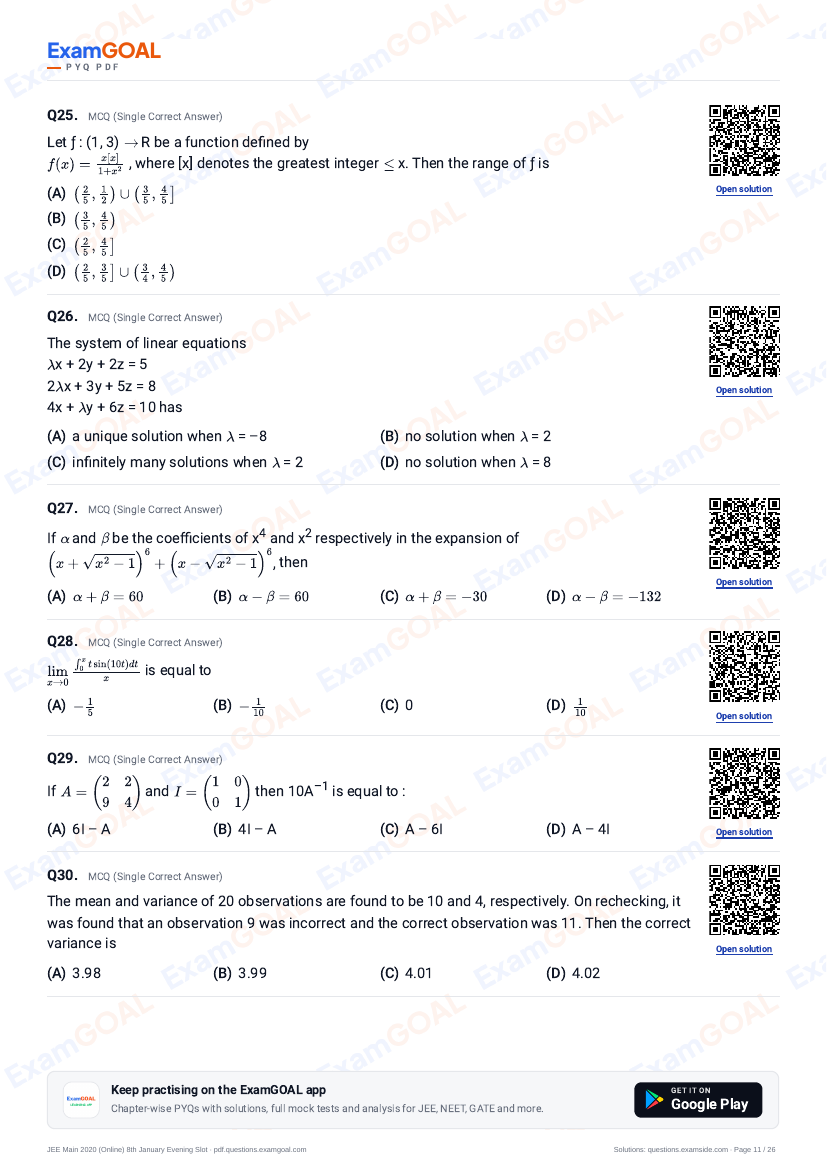 ExamGOAL
PYQ PDF
Q25. MCQ (Single Correct Answer)
Let ƒ : (1, 3) → R be a function defined by
f(x) = x[x]/(1+x²) , where [x] denotes the greatest integer ≤ x. Then the range of ƒ is
(A) (2/5, 1/2) ∪ (3/5, 4/5]
(B) (3/5, 4/5)
(C) (2/5, 4/5]
(D) (2/5, 3/5] ∪ (3/4, 4/5)
Open solution
Q26. MCQ (Single Correct Answer)
The system of linear equations
λx + 2y + 2z = 5
2λx + 3y + 5z = 8
4x + λy + 6z = 10 has
(A) a unique solution when λ = −8 (B) no solution when λ = 2
(C) infinitely many solutions when λ = 2 (D) no solution when λ = 8
Open solution
Q27. MCQ (Single Correct Answer)
If α and β be the coefficients of x⁴ and x² respectively in the expansion of
(x + √(x² − 1))⁶ + (x − √(x² − 1))⁶, then
(A) α + β = 60 (B) α − β = 60 (C) α + β = −30 (D) α − β = −132
Open solution
Q28. MCQ (Single Correct Answer)
lim x→0 ∫₀ˣ t sin(10t)dt / x is equal to
(A) −1/5 (B) −1/10 (C) 0 (D) 1/10
Open solution
Q29. MCQ (Single Correct Answer)
If A = (2 2 9 4) and I = (1 0 0 1) then 10A⁻¹ is equal to :
(A) 6I − A (B) 4I − A (C) A − 6I (D) A − 4I
Open solution
Q30. MCQ (Single Correct Answer)
The mean and variance of 20 observations are found to be 10 and 4, respectively. On rechecking, it
was found that an observation 9 was incorrect and the correct observation was 11. Then the correct
variance is
(A) 3.98 (B) 3.99 (C) 4.01 (D) 4.02
Open solution
ExamGOAL
Keep practising on the ExamGOAL app
Chapter-wise PYQs with solutions, full mock tests and analysis for JEE, NEET, GATE and more.
GET IT ON
Google Play
JEE Main 2020 (Online) 8th January Evening Slot · pdf.questions.examgoal.com
Solutions: questions.examside.com · Page 11 / 26